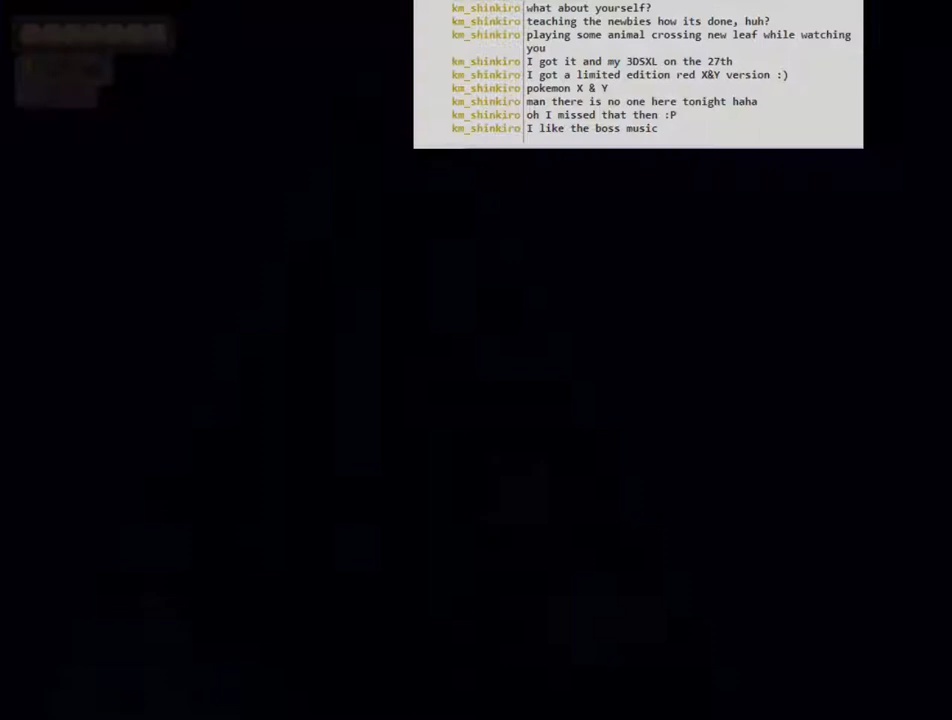 km_shinkiro what about yourself?
km_shinkiro teaching the newbies how its done, huh?
km_shinkiro playing some animal crossing new leaf while watching
you
km_shinkiro I got it and my 3DSXL on the 27th
km_shinkiro I got a limited edition red X&Y version :)
km_shinkiro pokemon X & Y
km_shinkiro man there is no one here tonight haha
km_shinkiro oh I missed that then :P
km_shinkiro I like the boss music